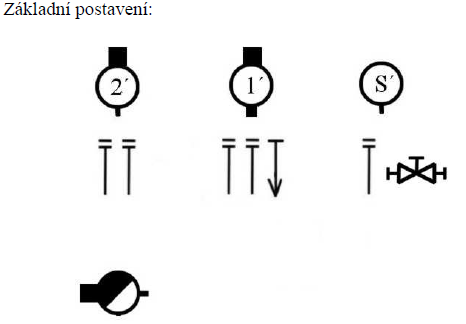 Základní postavení:
2´ 1´ S´